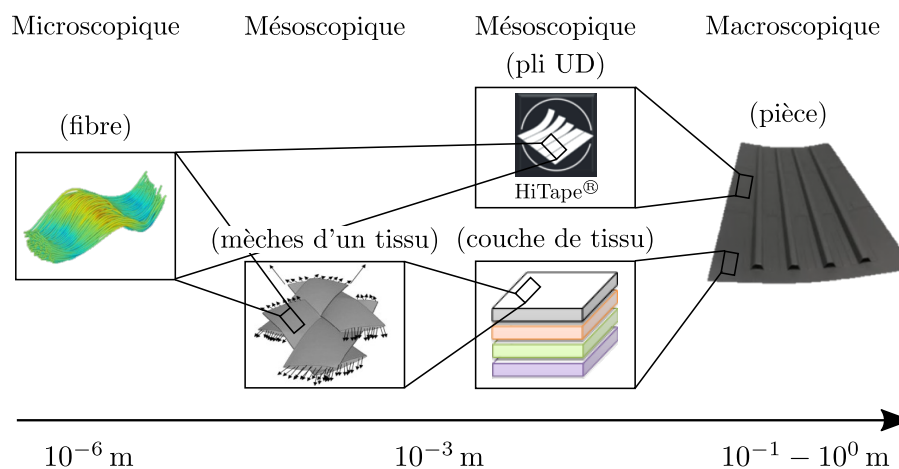 Microscopique Mésoscopique Mésoscopique Macroscopique
(pli UD)
(fibre)
(pièce)
HiTape®
(mèches d'un tissu) (couche de tissu)
10⁻⁶ m 10⁻³ m 10⁻¹ − 10⁰ m